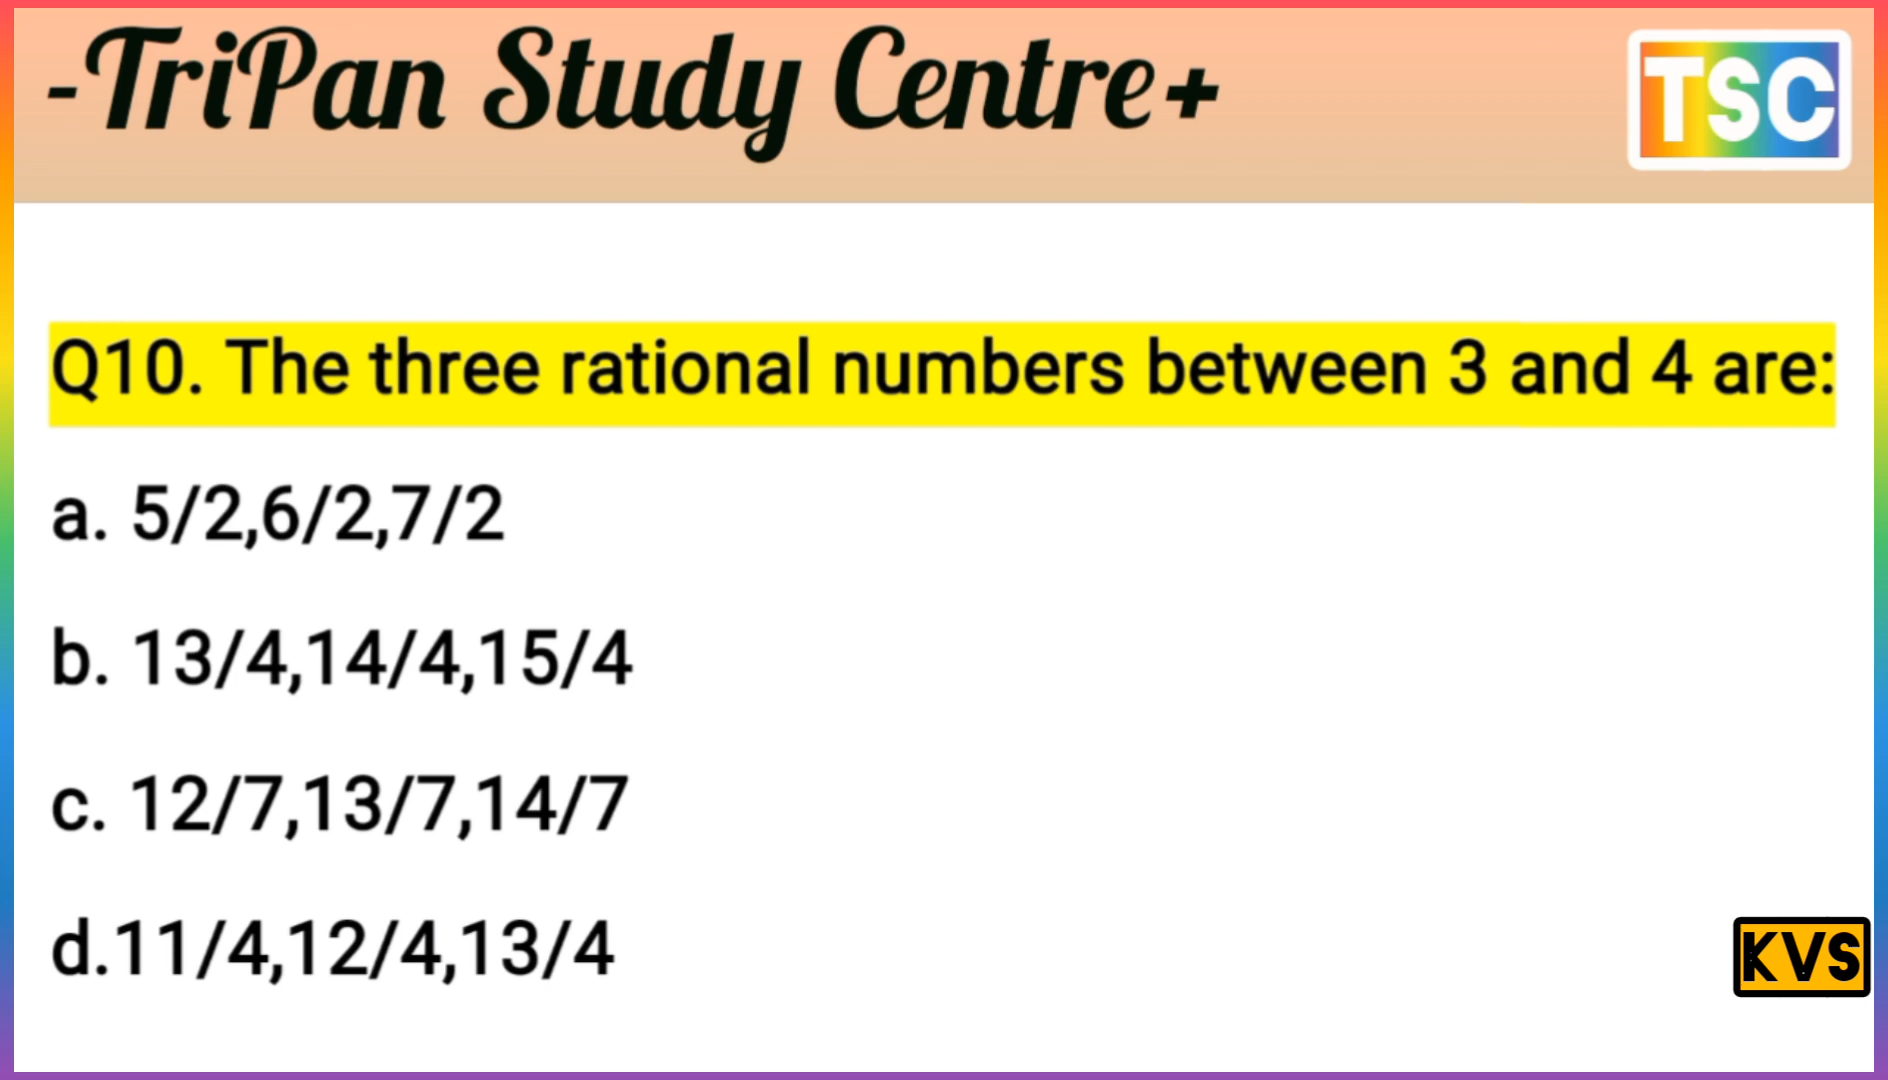 -TriPan Study Centre+
TSC
Q10. The three rational numbers between 3 and 4 are:
a. 5/2,6/2,7/2
b. 13/4,14/4,15/4
c. 12/7,13/7,14/7
d.11/4,12/4,13/4
KVS